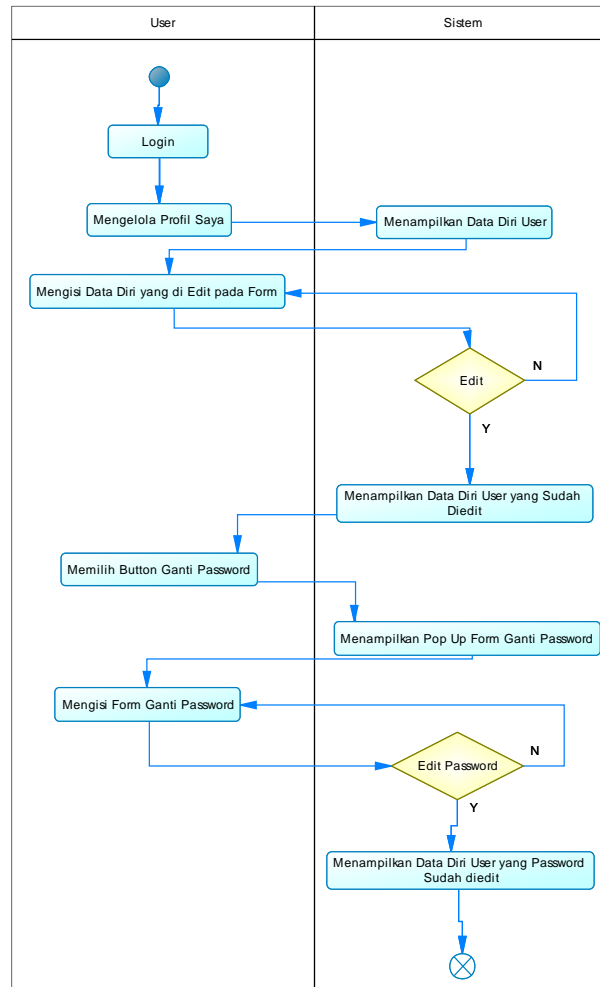 User
Sistem
Login
Mengelola Profil Saya
Menampilkan Data Diri User
Mengisi Data Diri yang di Edit pada Form
Edit
N
Y
Menampilkan Data Diri User yang Sudah
Diedit
Memilih Button Ganti Password
Menampilkan Pop Up Form Ganti Password
Mengisi Form Ganti Password
Edit Password
N
Y
Menampilkan Data Diri User yang Password
Sudah diedit